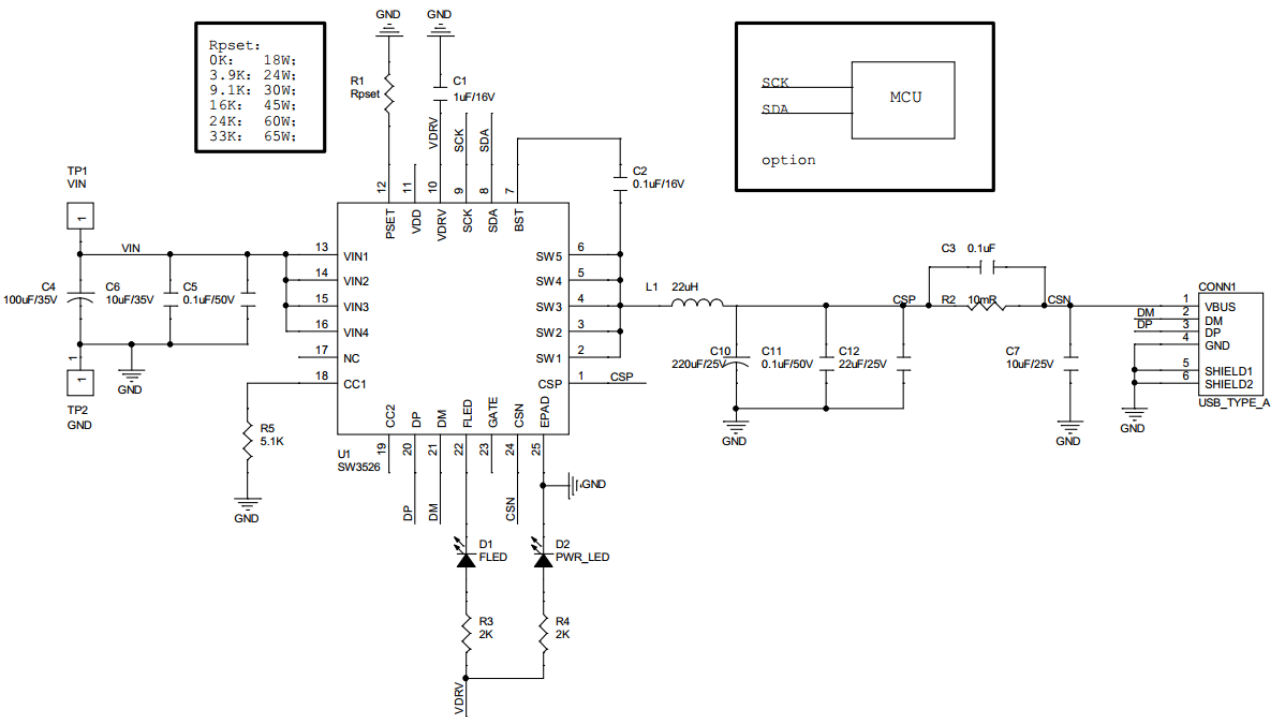 Rpset:
0K: 18W;
3.9K: 24W;
9.1K: 30W;
16K: 45W;
24K: 60W;
33K: 65W;
GND
GND
R1
Rpset
C1
1uF/16V
VDRV
SCK
SDA
C2
0.1uF/16V
SCK
SDA
MCU
option
TP1
VIN
1
VIN
C4
100uF/35V
C6
10uF/35V
C5
0.1uF/50V
1
1
TP2
GND
GND
12
11
10
9
8
7
PSET
VDD
VDRV
SCK
SDA
BST
13
VIN1
14
VIN2
15
VIN3
16
VIN4
17
NC
18
CC1
6
SW5
5
SW4
4
SW3
3
SW2
2
SW1
1
CSP
CSP
CC2
DP
DM
FLED
GATE
CSN
EPAD
19
20
21
22
23
24
25
U1
SW3526
R5
5.1K
GND
DP
DM
CSN
GND
D1
FLED
D2
PWR_LED
R3
2K
R4
2K
VDRV
L1 22uH
C10
220uF/25V
C11
0.1uF/50V
C12
22uF/25V
GND
CSP
C3 0.1uF
R2 10mR
CSN
C7
10uF/25V
GND
CONN1
1
VBUS
DM
2
DM
DP
3
DP
4
GND
5
SHIELD1
6
SHIELD2
USB_TYPE_A
GND